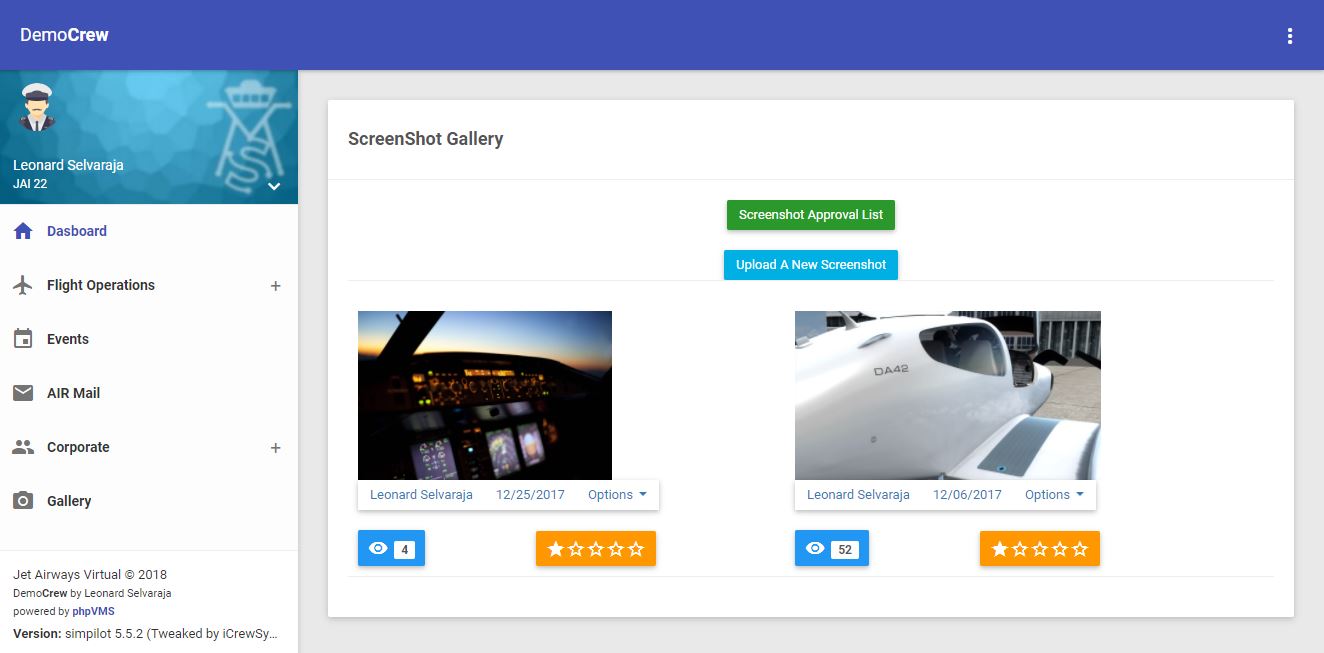 DemoCrew
Leonard Selvaraja
JAI 22
Dasboard
Flight Operations +
Events
AIR Mail
Corporate +
Gallery
Jet Airways Virtual © 2018
DemoCrew by Leonard Selvaraja
powered by phpVMS
Version: simpilot 5.5.2 (Tweaked by iCrewSy...
ScreenShot Gallery
Screenshot Approval List
Upload A New Screenshot
DA42
Leonard Selvaraja 12/25/2017 Options
Leonard Selvaraja 12/06/2017 Options
4
52